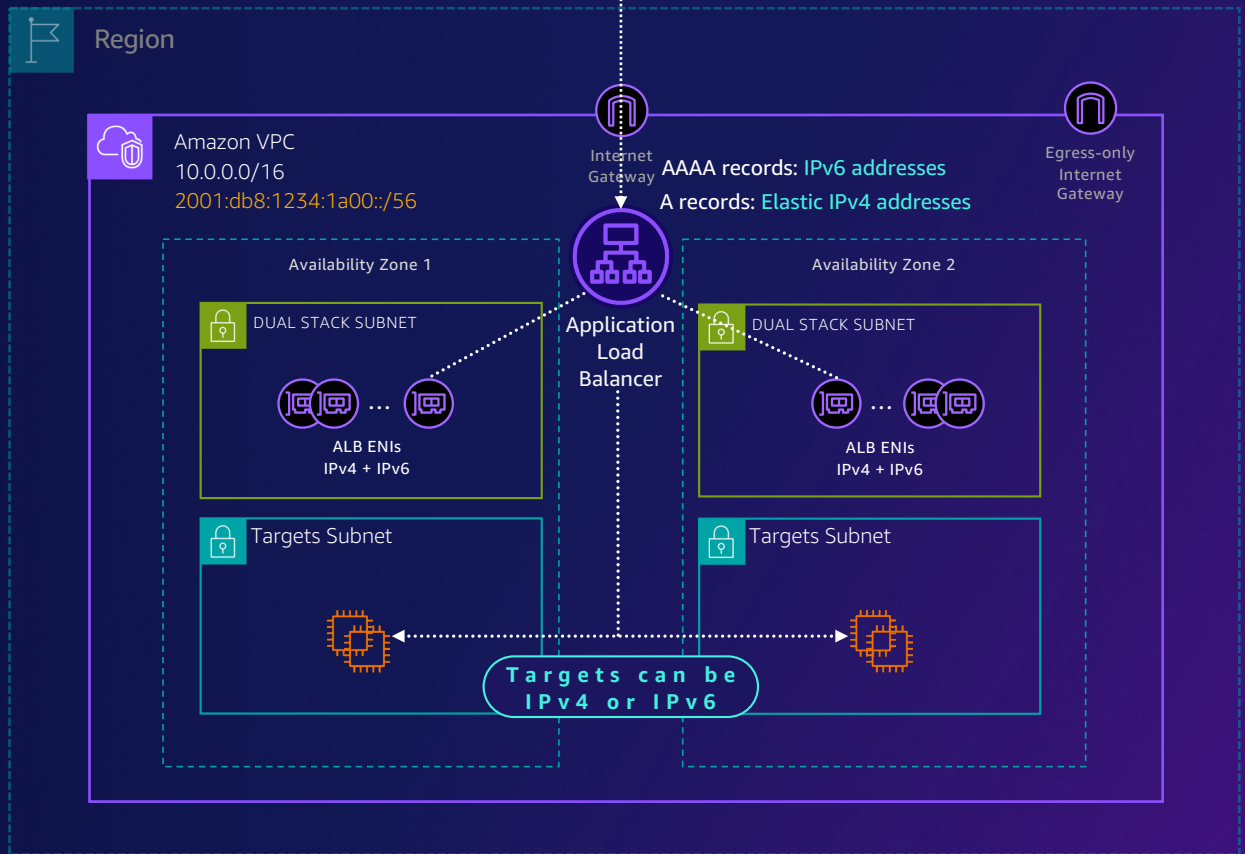 Region
Amazon VPC
10.0.0.0/16
2001:db8:1234:1a00::/56
Internet
Gateway
AAAA records: IPv6 addresses
A records: Elastic IPv4 addresses
Egress-only
Internet
Gateway
Availability Zone 1
Availability Zone 2
DUAL STACK SUBNET
Application
Load
Balancer
DUAL STACK SUBNET
...
ALB ENIs
IPv4 + IPv6
...
ALB ENIs
IPv4 + IPv6
Targets Subnet
Targets Subnet
Targets can be
IPv4 or IPv6